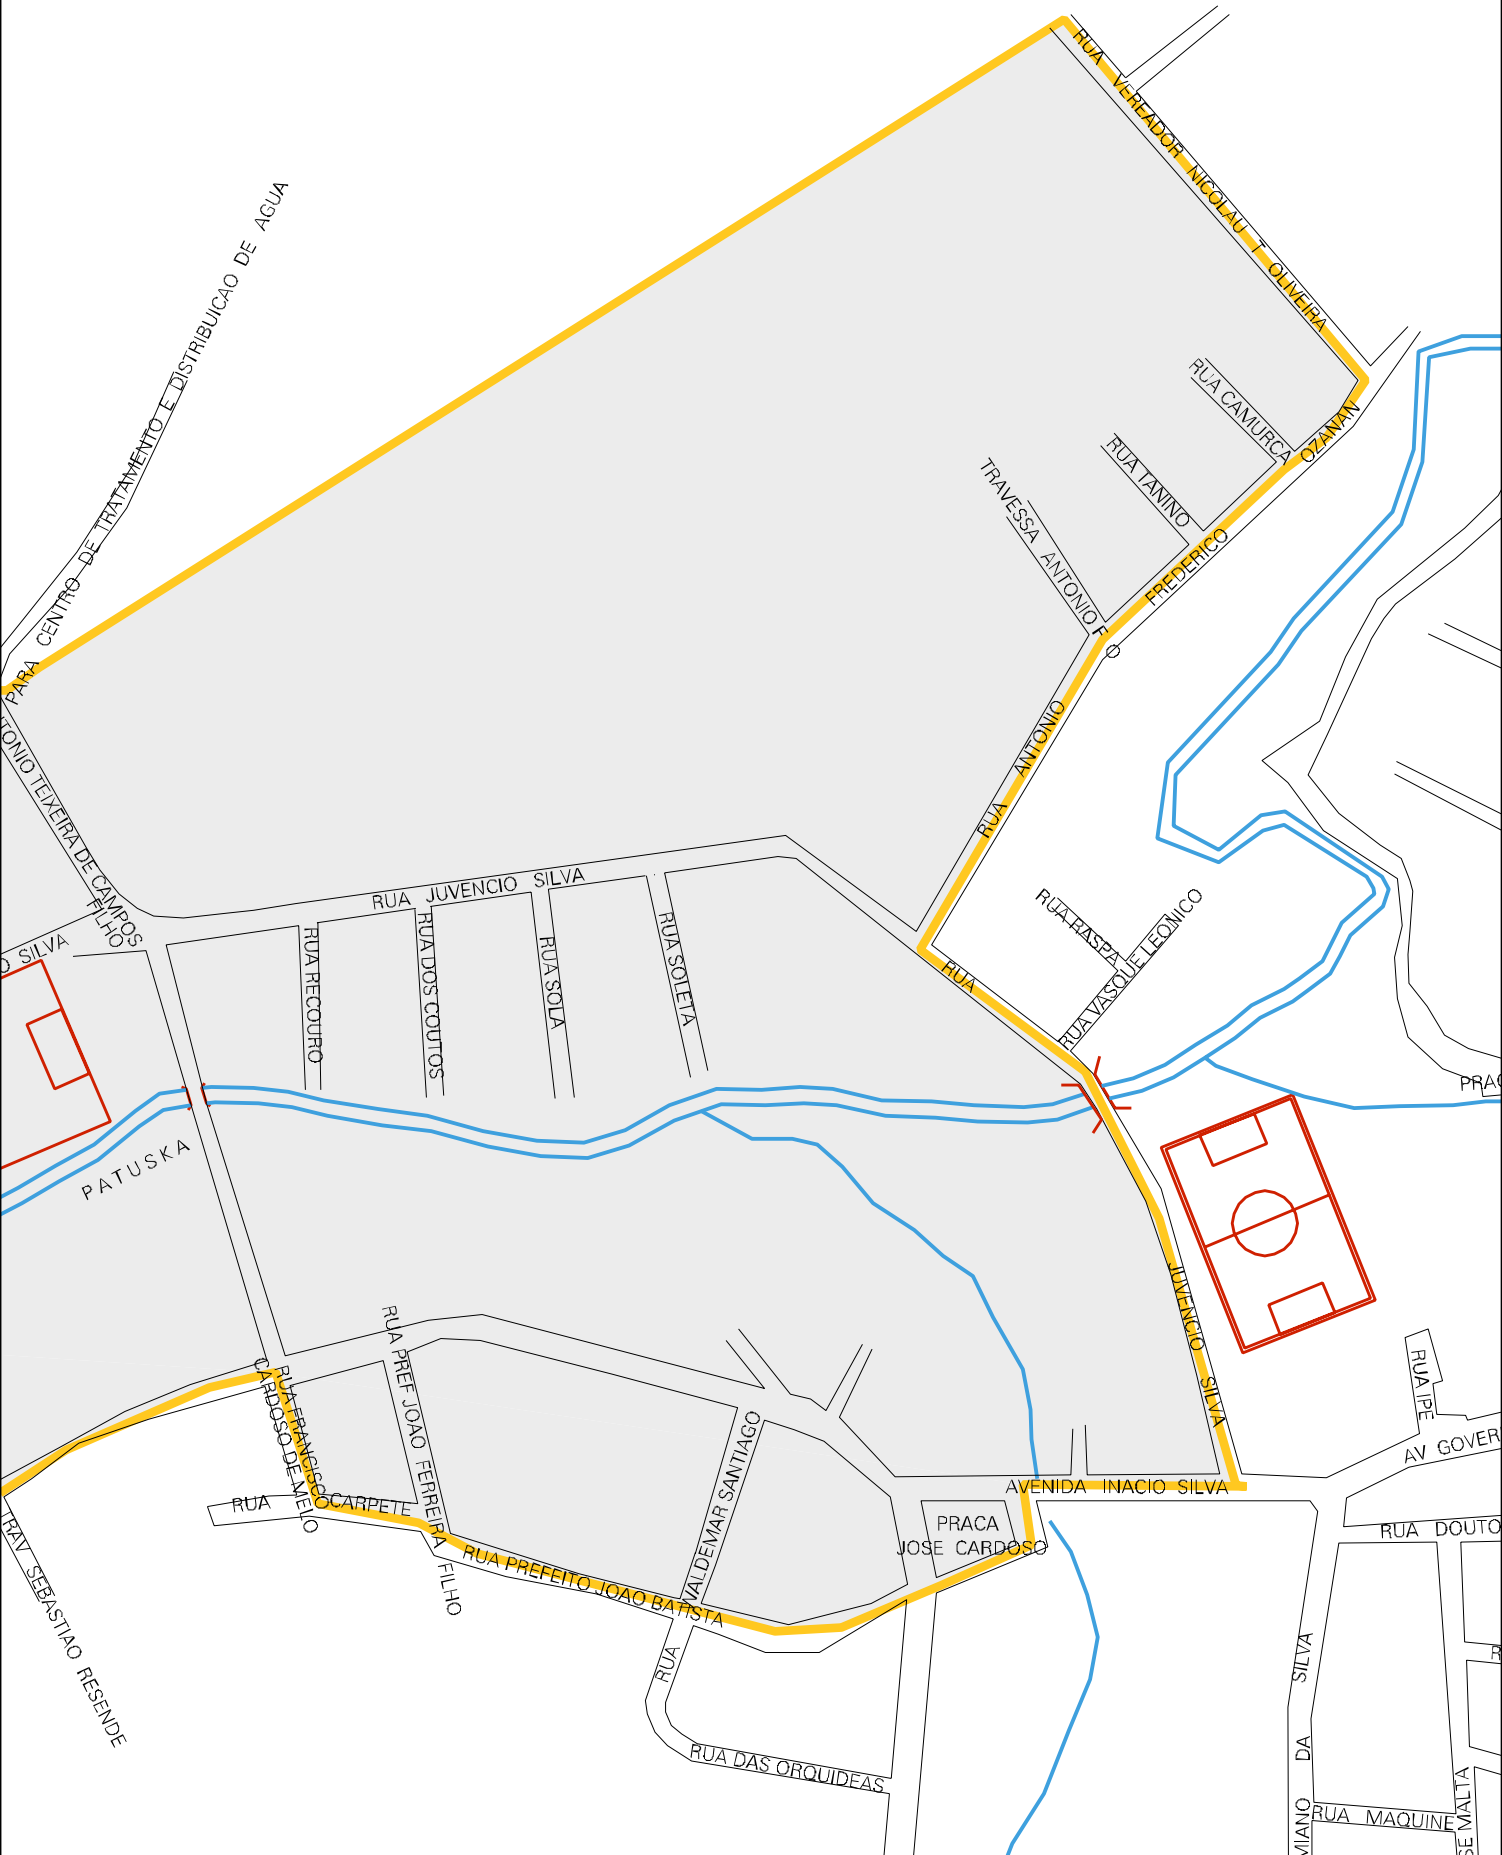 RUA VEREADOR NICOLAU T OLIVEIRA
PARA CENTRO DE TRATAMENTO E DISTRIBUICAO DE AGUA
RUA CAMURCA
RUA TANINO
TRAVESSA ANTONIO F O
RUA ANTONIO FREDERICO OZANAN
TEIXEIRA DE CAMPOS
FILHO
SILVA
RUA JUVENCIO SILVA
RUA RECOURO
RUA DOS COUTOS
RUA SOLA
RUA SOLETA
RUA RASPA
RUA VASQUE LEONICO
RUA JUVENCIO SILVA
PATUSKA
RUA FRANCISCO
CARDOSO DE MELO
RUA PREF JOAO FERREIRA FILHO
RUA CARPETE
RUA PREFEITO JOAO BATISTA
RUA VALDEMAR SANTIAGO
AVENIDA INACIO SILVA
PRACA
JOSE CARDOSO
RUA IPE
AV GOVER
RUA DOUTO
TRAV SEBASTIAO RESENDE
RUA DAS ORQUIDEAS
MIANO DA SILVA
RUA MAQUINE
SE MALTA